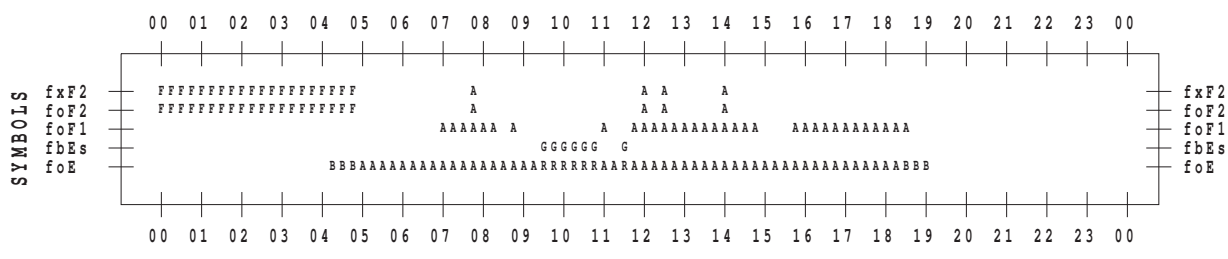 00 01 02 03 04 05 06 07 08 09 10 11 12 13 14 15 16 17 18 19 20 21 22 23 00
SYMBOLS
fxF2 FFFFFFFFFFFFFFFFFFFF A A A A fxF2
foF2 FFFFFFFFFFFFFFFFFFFF A A A A foF2
foF1 AAAAAA A A AAAAAAAAAAAAA AAAAAAAAAAAA foF1
fbEs GGGGGG G fbEs
foE BBBAAAAAAAAAAAAAAAAAARRRRRRAARAAAAAAAAAAAAAAAAAAAAAAAAAAABBB foE
00 01 02 03 04 05 06 07 08 09 10 11 12 13 14 15 16 17 18 19 20 21 22 23 00